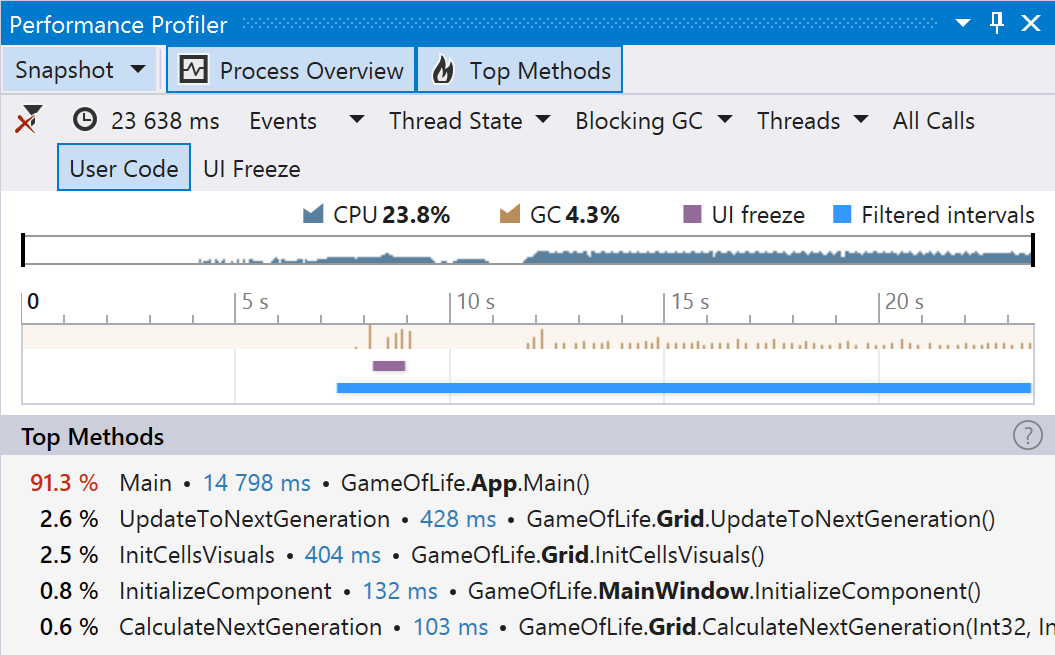 Performance Profiler
Snapshot Process Overview Top Methods
23 638 ms Events Thread State Blocking GC Threads All Calls
User Code UI Freeze
CPU 23.8% GC 4.3% UI freeze Filtered intervals
0 5 s 10 s 15 s 20 s
Top Methods ?
91.3 % Main • 14 798 ms • GameOfLife.App.Main()
2.6 % UpdateToNextGeneration • 428 ms • GameOfLife.Grid.UpdateToNextGeneration()
2.5 % InitCellsVisuals • 404 ms • GameOfLife.Grid.InitCellsVisuals()
0.8 % InitializeComponent • 132 ms • GameOfLife.MainWindow.InitializeComponent()
0.6 % CalculateNextGeneration • 103 ms • GameOfLife.Grid.CalculateNextGeneration(Int32, In